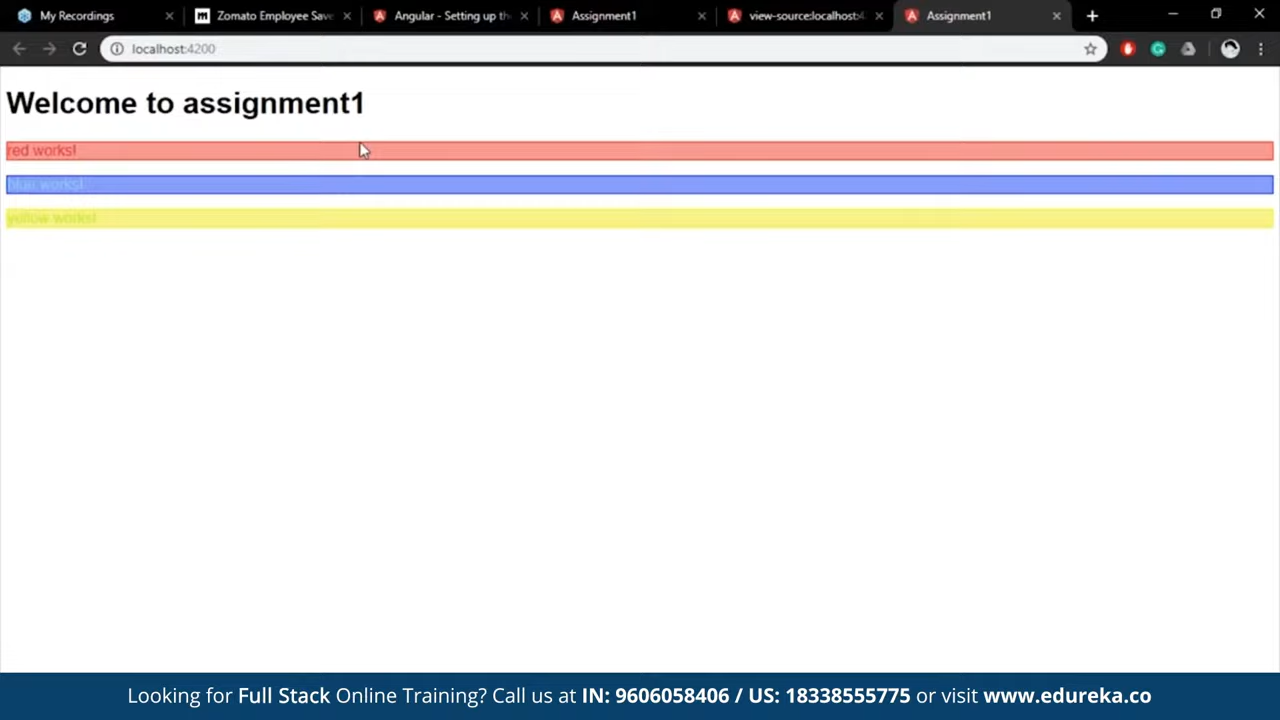 My Recordings
Zomato Employee Save
Angular - Setting up th
Assignment1
view-source:localhost:4
Assignment1
localhost:4200
Welcome to assignment1
red works!
blue works!
yellow works!
Looking for Full Stack Online Training? Call us at IN: 9606058406 / US: 18338555775 or visit www.edureka.co